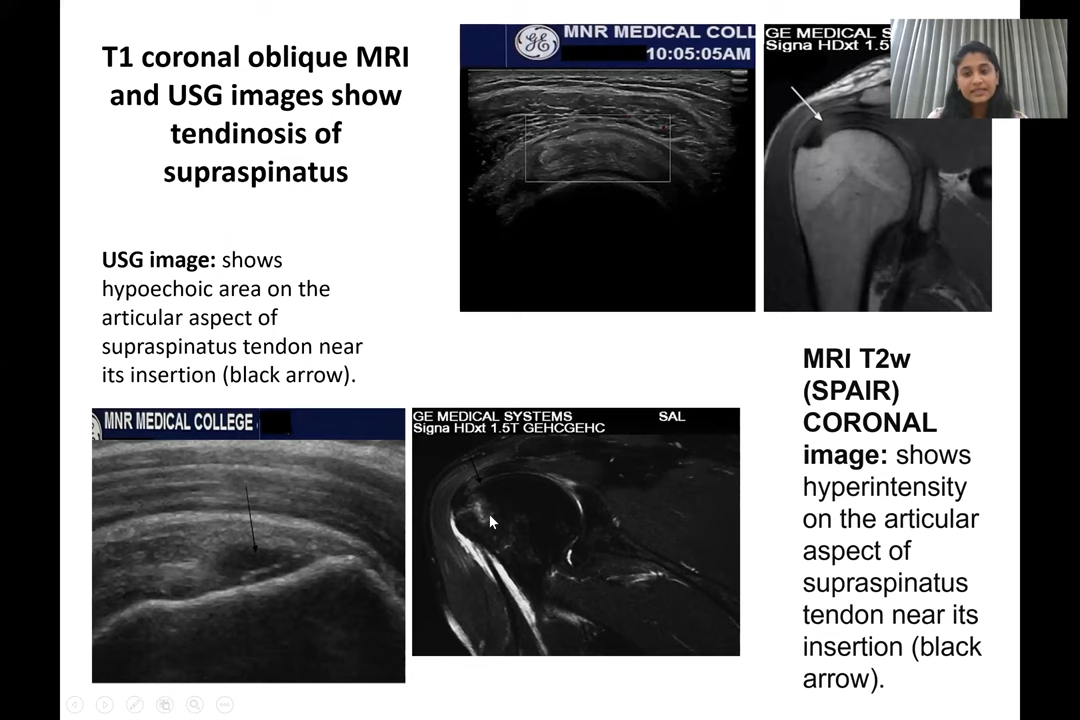 T1 coronal oblique MRI
and USG images show
tendinosis of
supraspinatus
USG image: shows
hypoechoic area on the
articular aspect of
supraspinatus tendon near
its insertion (black arrow).
GE
MNR MEDICAL COLL
10:05:05AM
GE MEDICAL S
Signa HDxt 1.5
MNR MEDICAL COLLEGE
GE MEDICAL SYSTEMS SAL
Signa HDxt 1.5T GEHCGEHC
MRI T2w
(SPAIR)
CORONAL
image: shows
hyperintensity
on the articular
aspect of
supraspinatus
tendon near its
insertion (black
arrow).